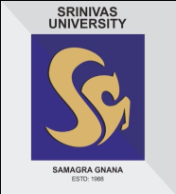 SRINIVAS
UNIVERSITY
SAMAGRA GNANA
ESTD: 1988